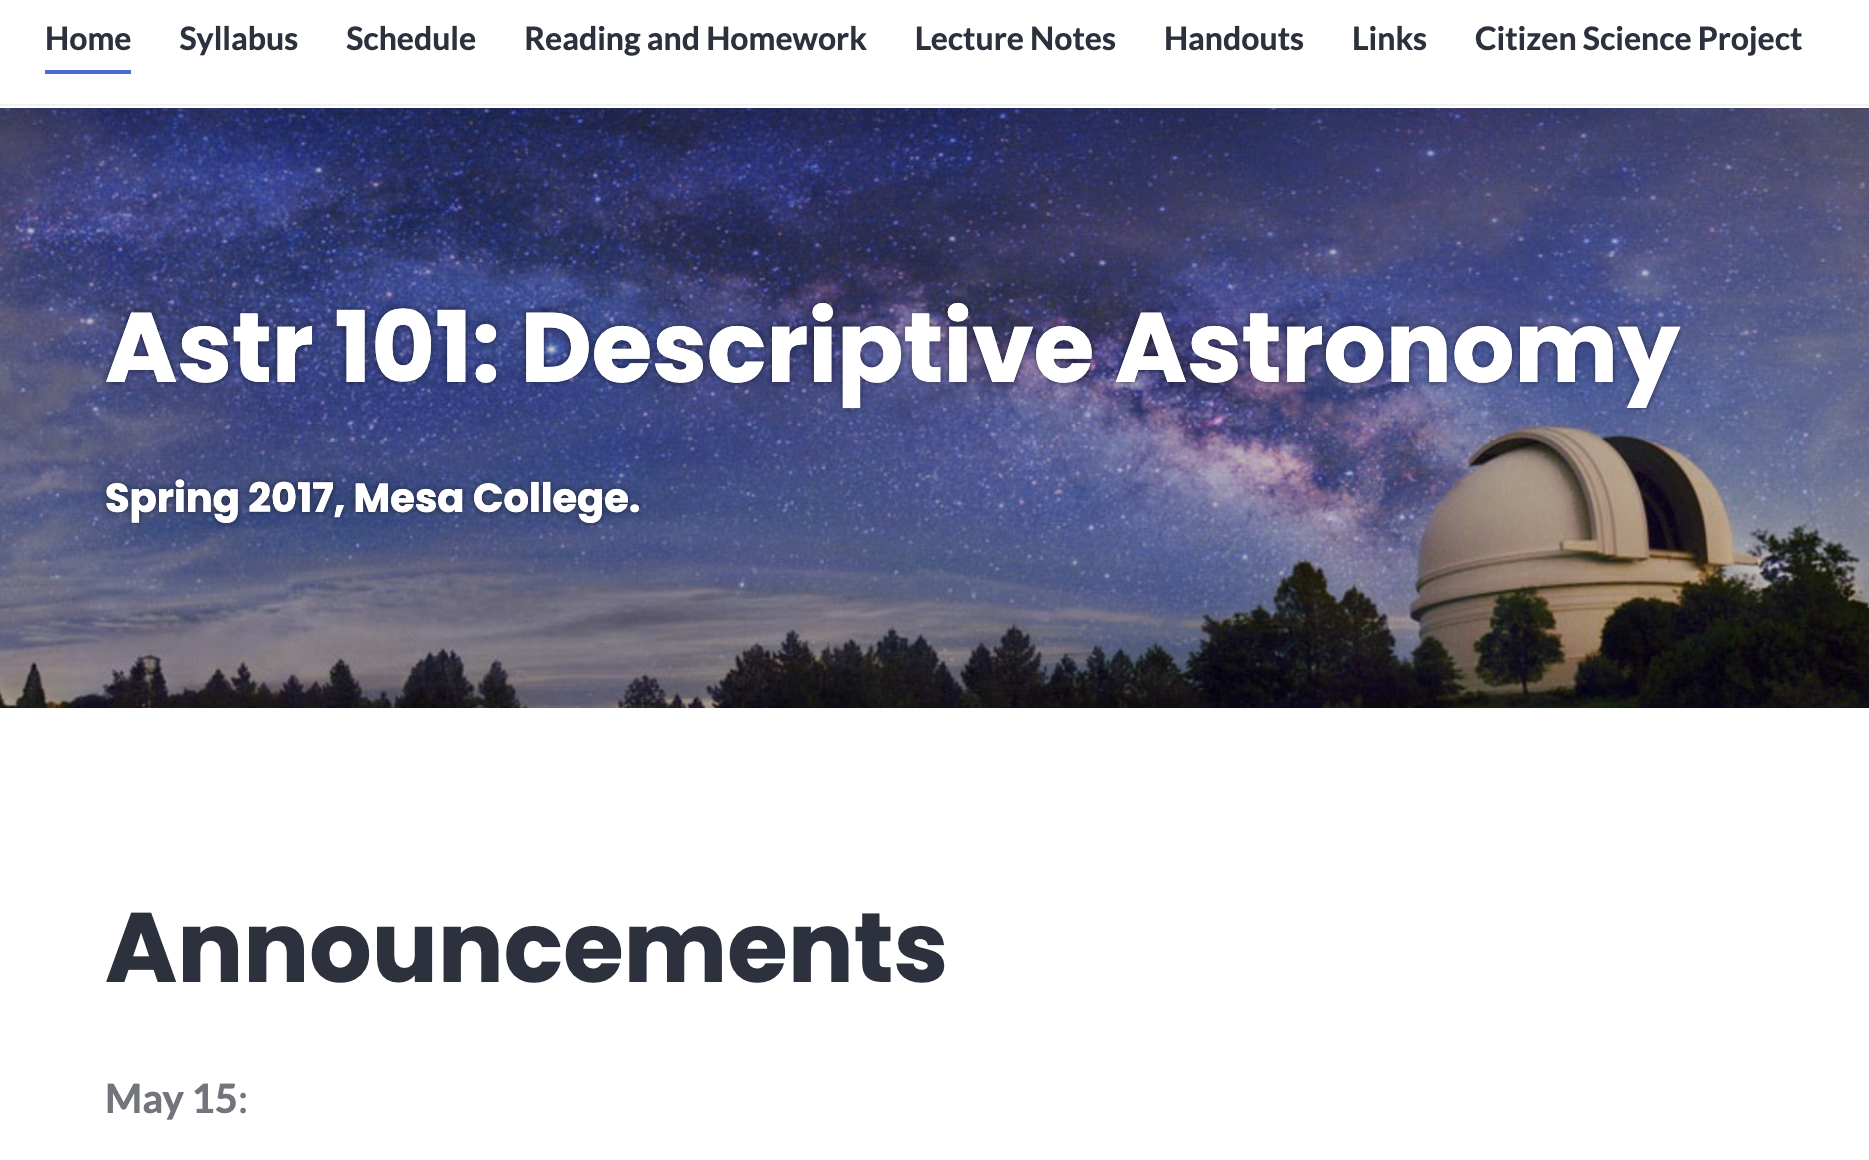 Home Syllabus Schedule Reading and Homework Lecture Notes Handouts Links Citizen Science Project
Astr 101: Descriptive Astronomy
Spring 2017, Mesa College.
Announcements
May 15: